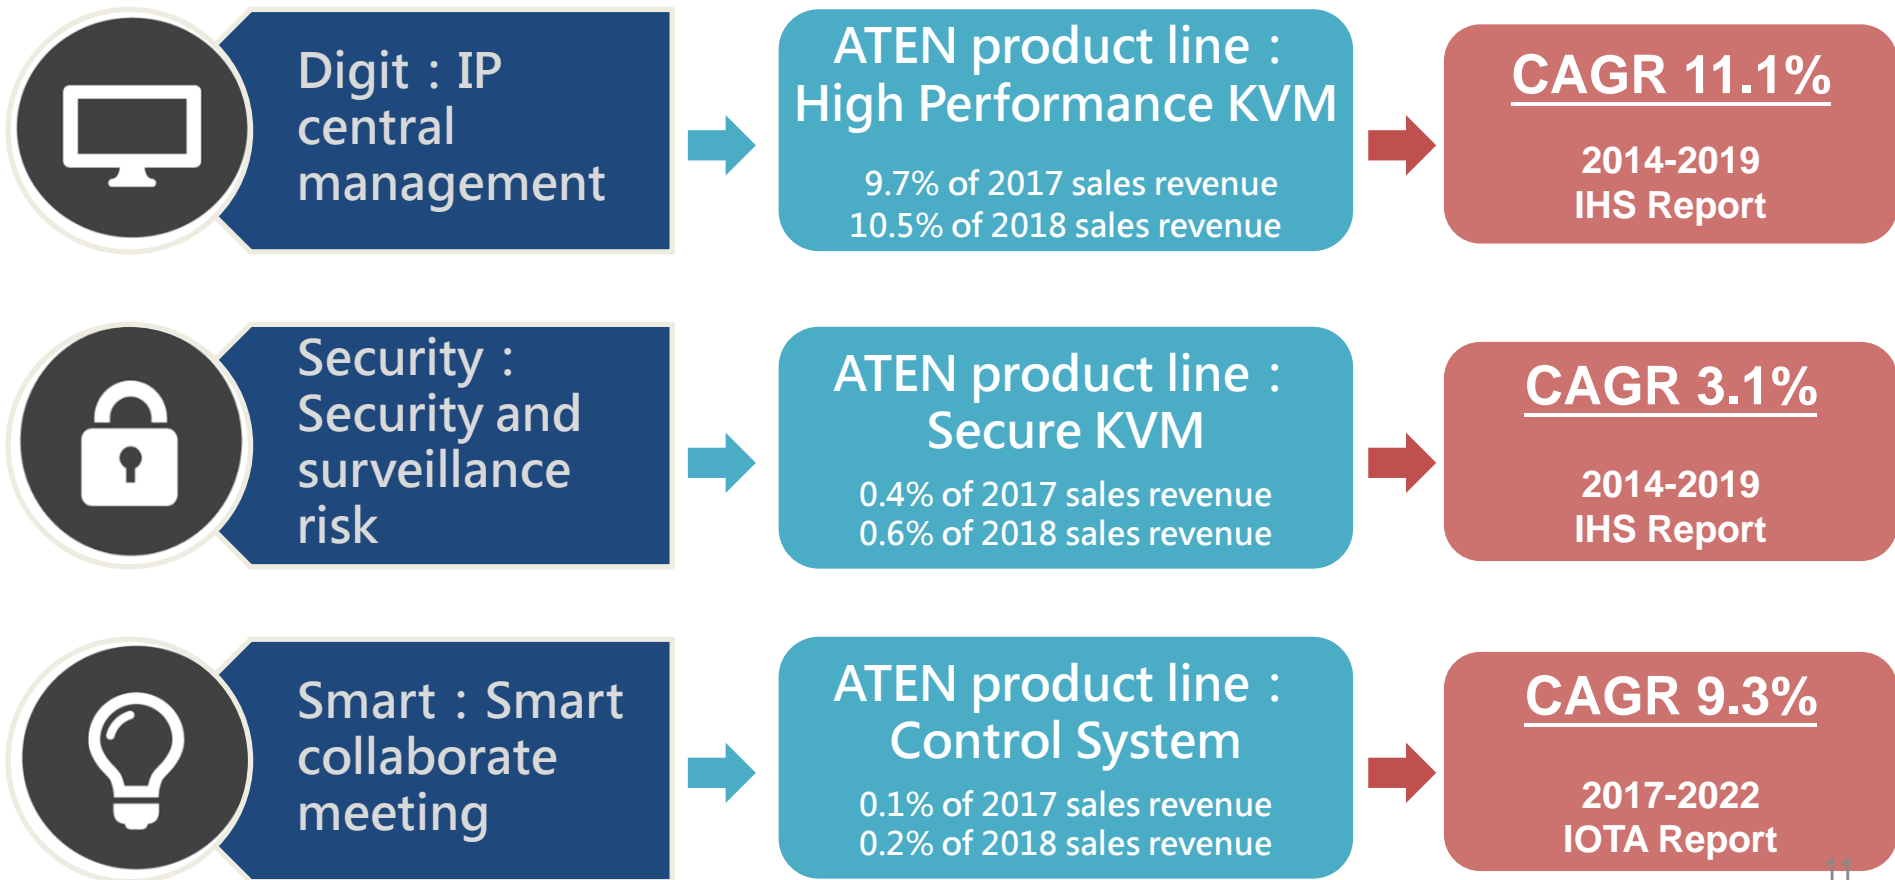 Digit：IP
central
management
ATEN product line：
High Performance KVM
9.7% of 2017 sales revenue
10.5% of 2018 sales revenue
CAGR 11.1%
2014-2019
IHS Report
Security：
Security and
surveillance
risk
ATEN product line：
Secure KVM
0.4% of 2017 sales revenue
0.6% of 2018 sales revenue
CAGR 3.1%
2014-2019
IHS Report
Smart：Smart
collaborate
meeting
ATEN product line：
Control System
0.1% of 2017 sales revenue
0.2% of 2018 sales revenue
CAGR 9.3%
2017-2022
IOTA Report
11